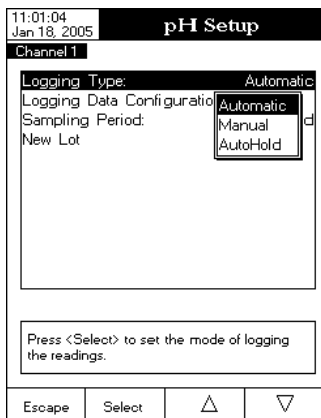 11:01:04
Jan 18, 2005
pH Setup
Channel 1
Logging Type: Automatic
Logging Data Configuratio
Sampling Period: d
New Lot
Automatic
Manual
AutoHold
Press <Select> to set the mode of logging
the readings.
Escape Select △ ▽